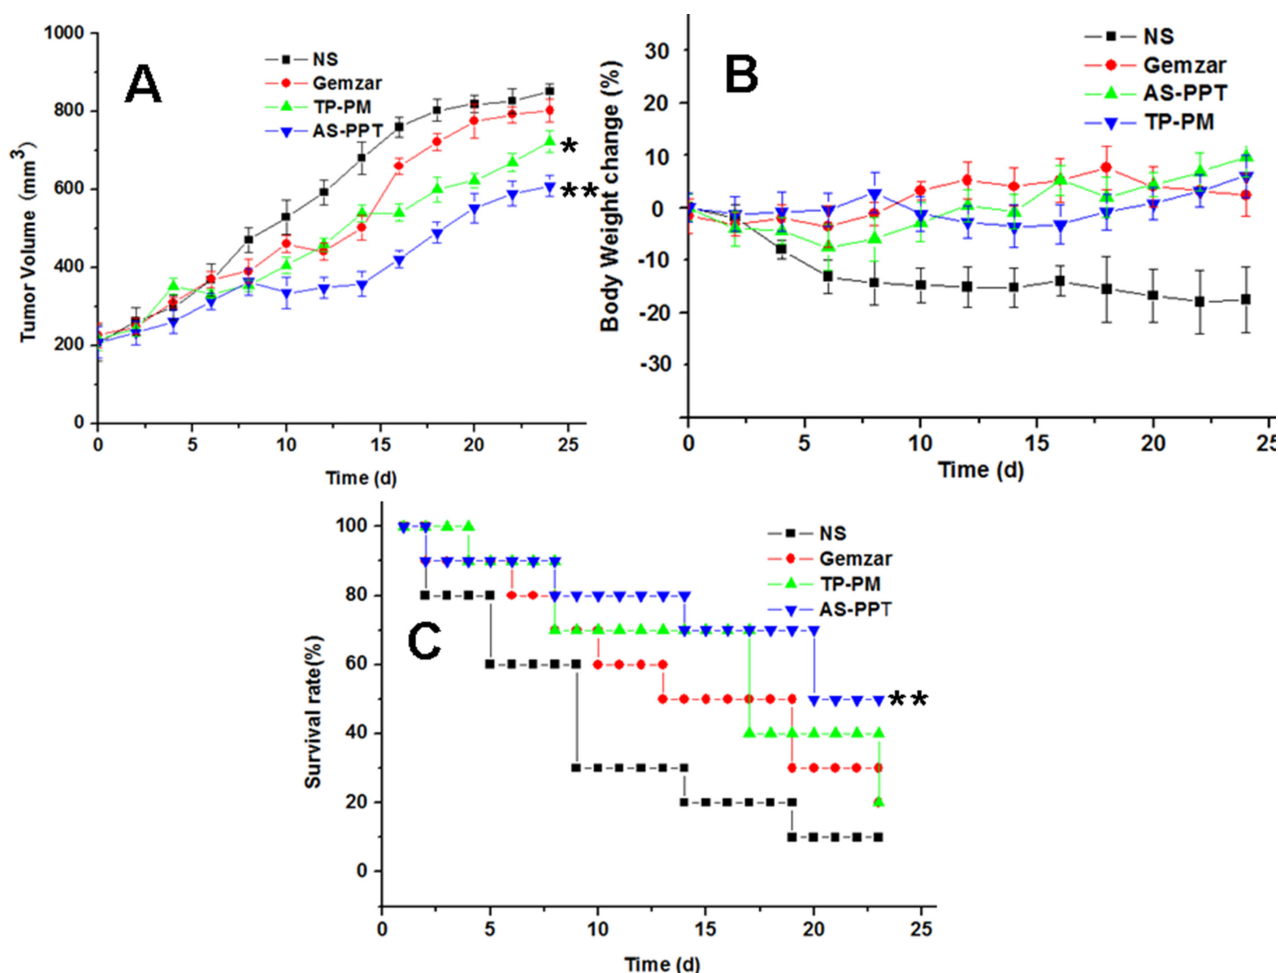 A
NS
Gemzar
TP-PM
AS-PPT
1000
800
600
400
200
0
*
**
Tumor Volume (mm³)
0 5 10 15 20 25
Time (d)
B
NS
Gemzar
AS-PPT
TP-PM
30
20
10
0
-10
-20
-30
Body Weight change (%)
0 5 10 15 20 25
Time (d)
C
NS
Gemzar
TP-PM
AS-PPT
100
80
60
40
20
0
**
Survival rate(%)
0 5 10 15 20 25
Time (d)